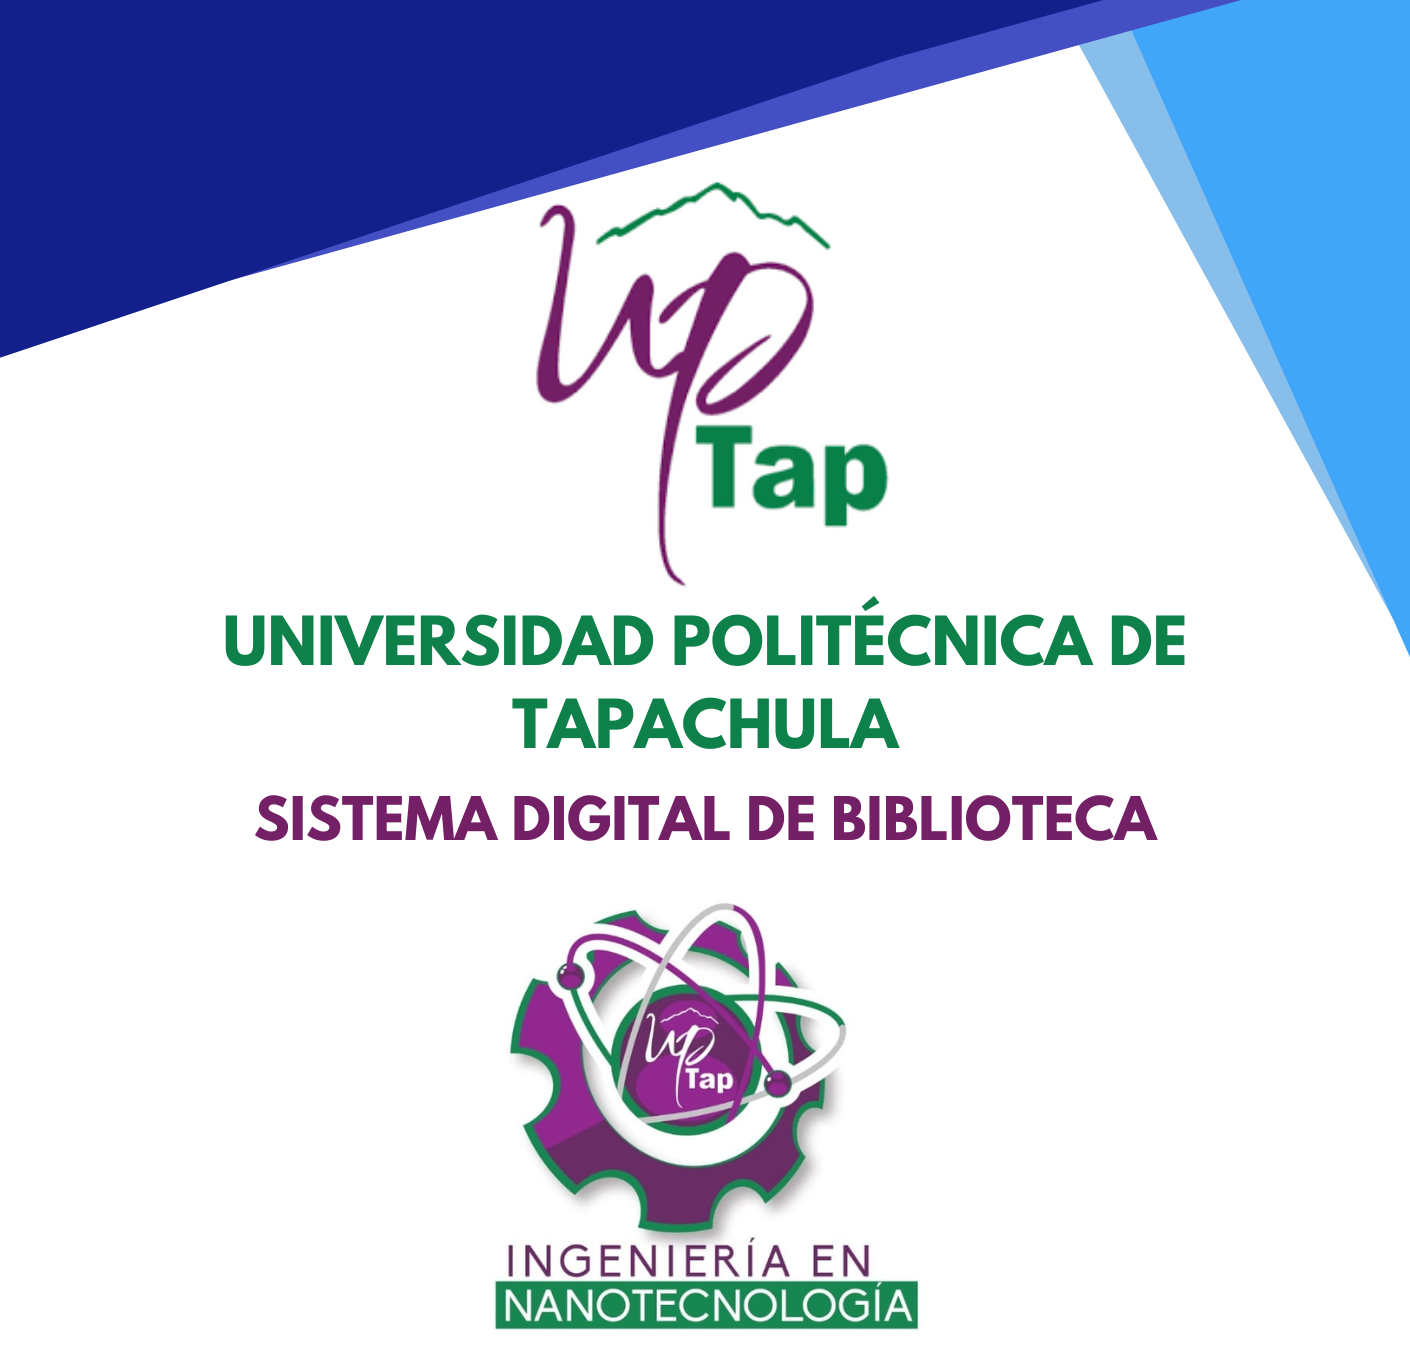 up
Tap
UNIVERSIDAD POLITÉCNICA DE
TAPACHULA
SISTEMA DIGITAL DE BIBLIOTECA
up
Tap
INGENIERÍA EN
NANOTECNOLOGÍA